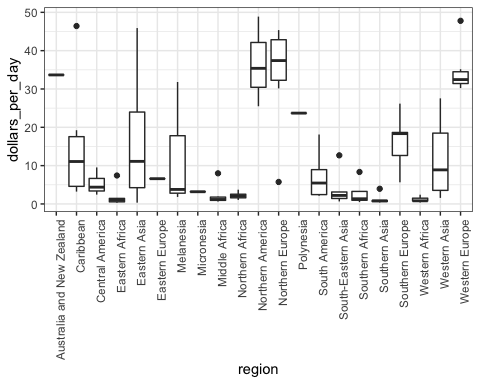 50
40
30
20
10
0
dollars_per_day
Australia and New Zealand
Caribbean
Central America
Eastern Africa
Eastern Asia
Eastern Europe
Melanesia
Micronesia
Middle Africa
Northern Africa
Northern America
Northern Europe
Polynesia
South America
South-Eastern Asia
Southern Africa
Southern Asia
Southern Europe
Western Africa
Western Asia
Western Europe
region